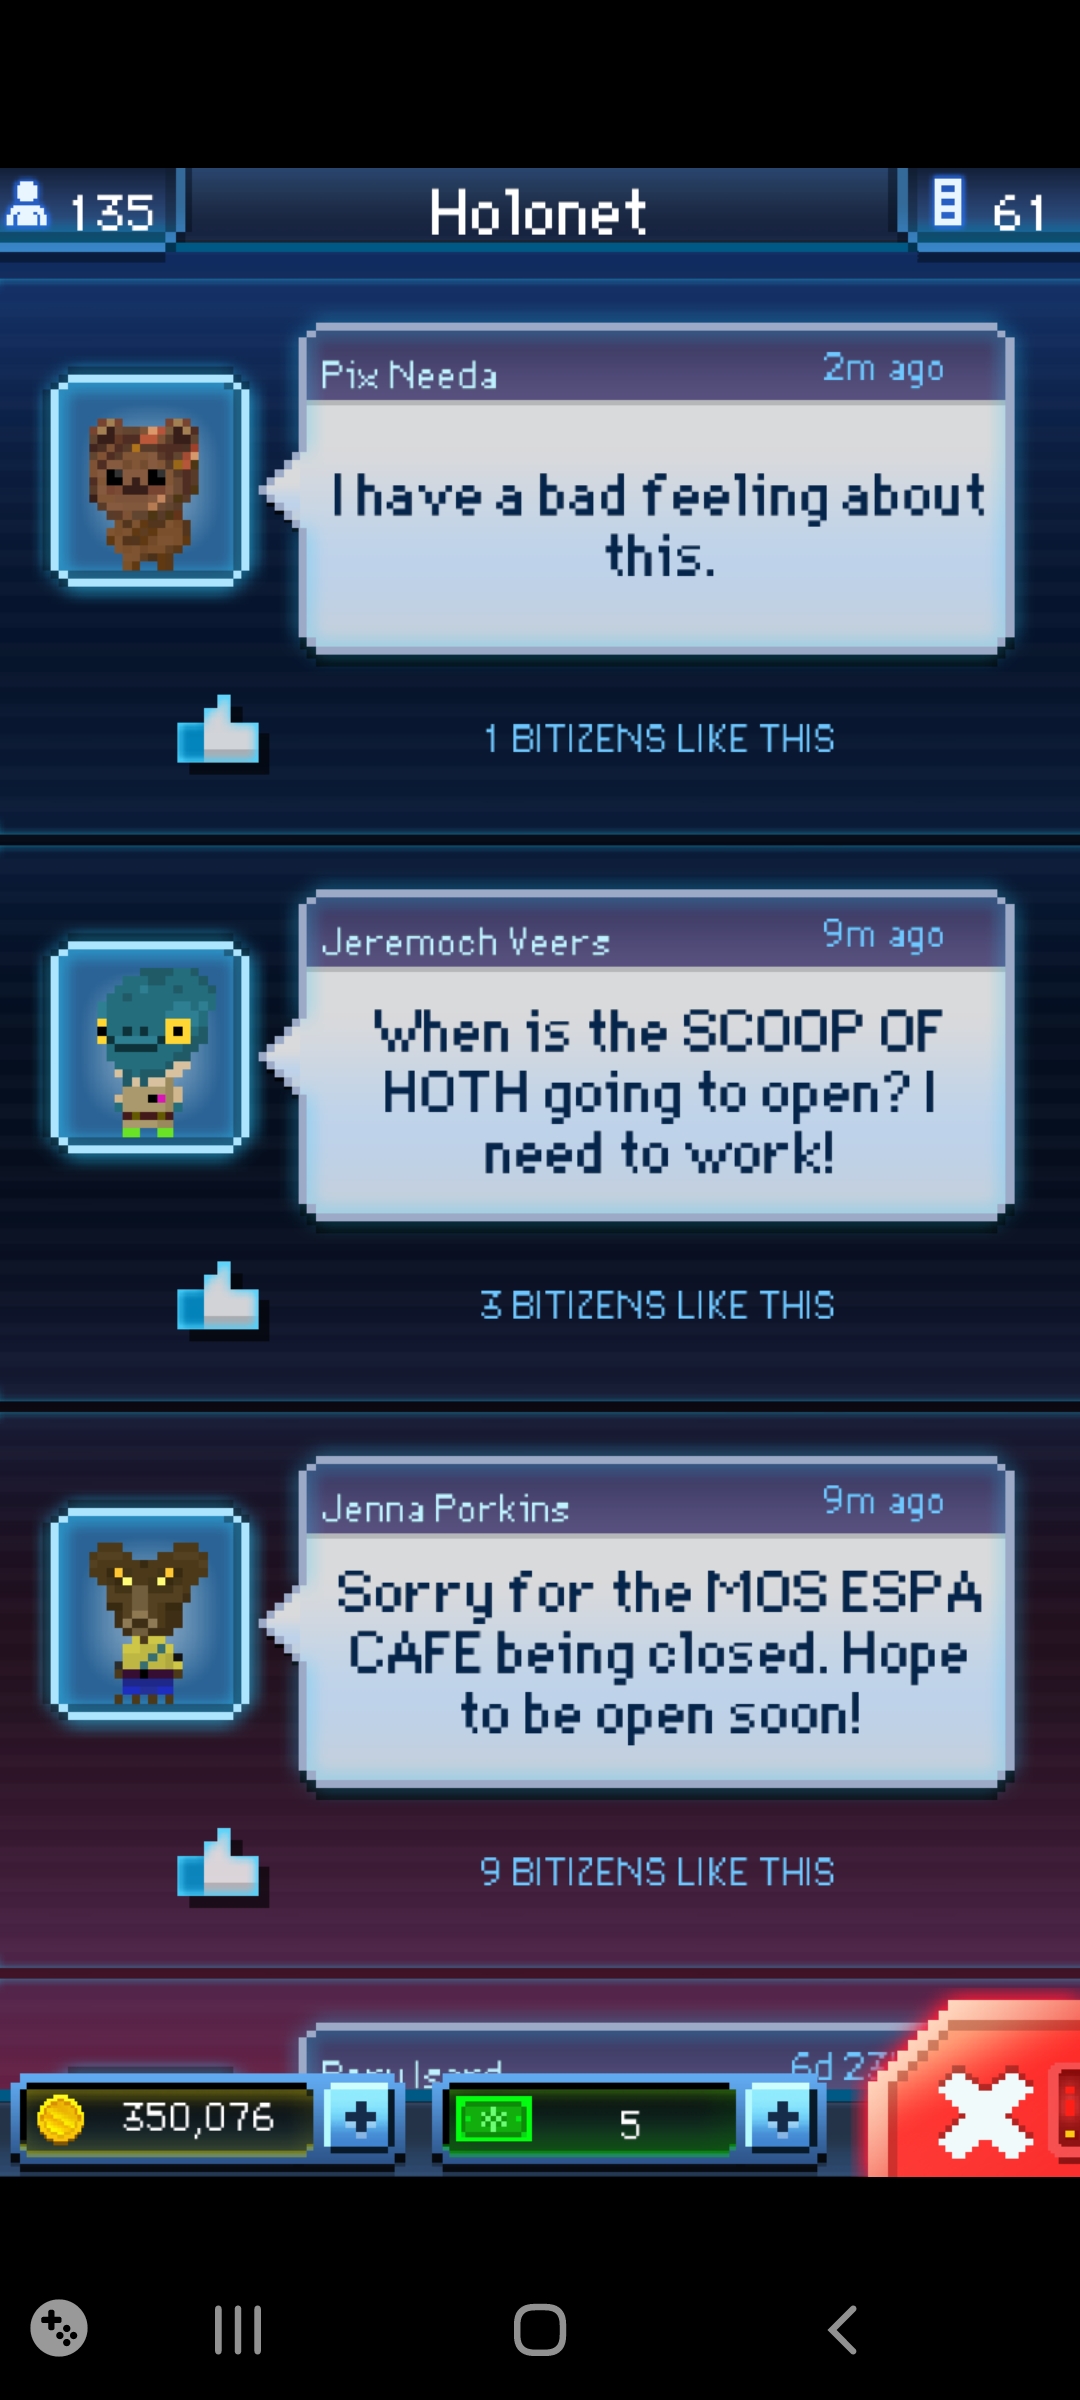 135
Holonet
61
Pix Needa
2m ago
I have a bad feeling about
this.
1 BITIZENS LIKE THIS
Jeremoch Veers
9m ago
When is the SCOOP OF
HOTH going to open? I
need to work!
3 BITIZENS LIKE THIS
Jenna Porkins
9m ago
Sorry for the MOS ESPA
CAFE being closed. Hope
to be open soon!
9 BITIZENS LIKE THIS
6d 23
350,076
5